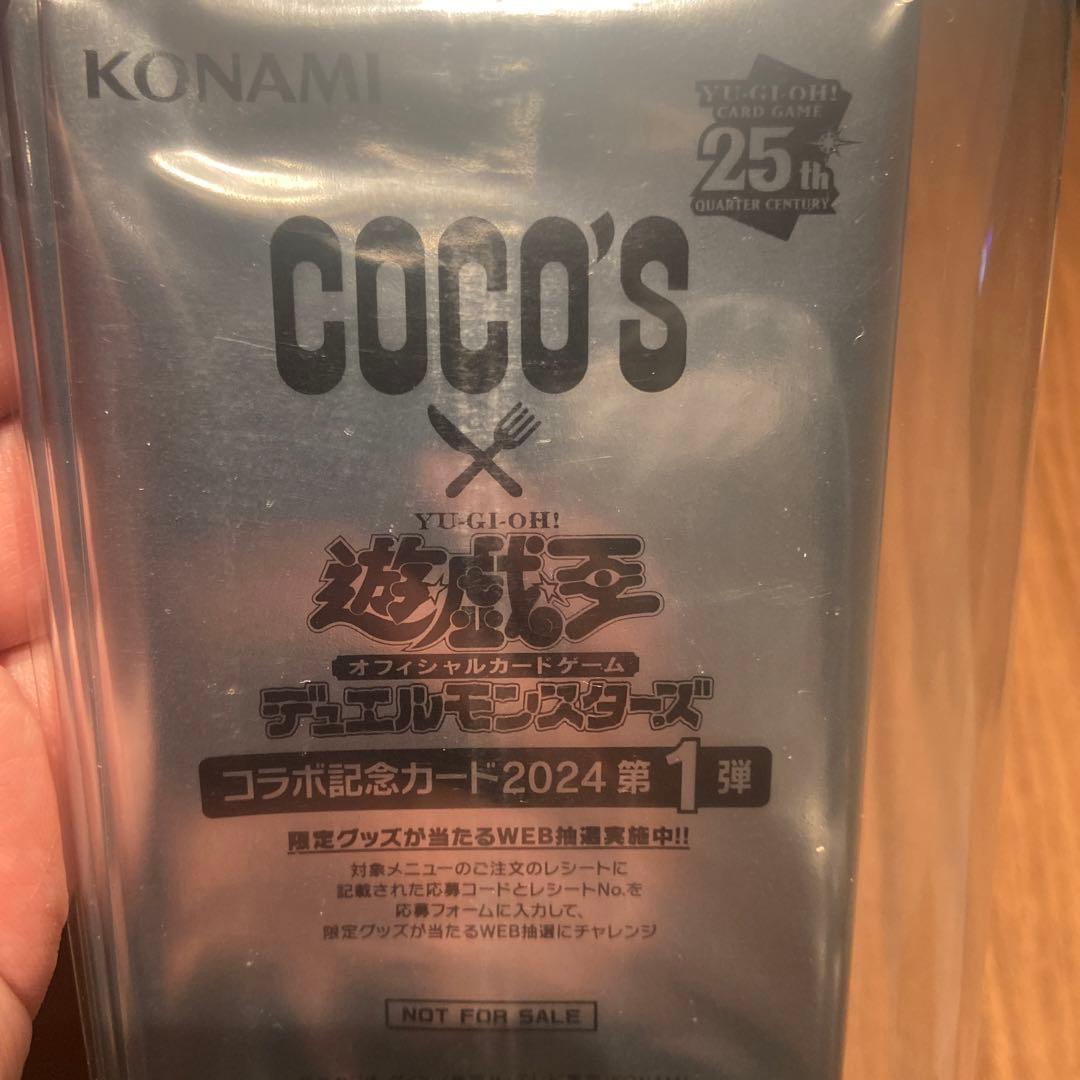 KONAMI
YU-GI-OH!
CARD GAME
25th
QUARTER CENTURY
COCO'S
YU-GI-OH!
遊☆戯☆王
オフィシャルカードゲーム
デュエルモンスターズ
コラボ記念カード2024 第1弾
限定グッズが当たるWEB抽選実施中!!
対象メニューのご注文のレシートに
記載された応募コードとレシートNo.を
応募フォームに入力して、
限定グッズが当たるWEB抽選にチャレンジ
NOT FOR SALE